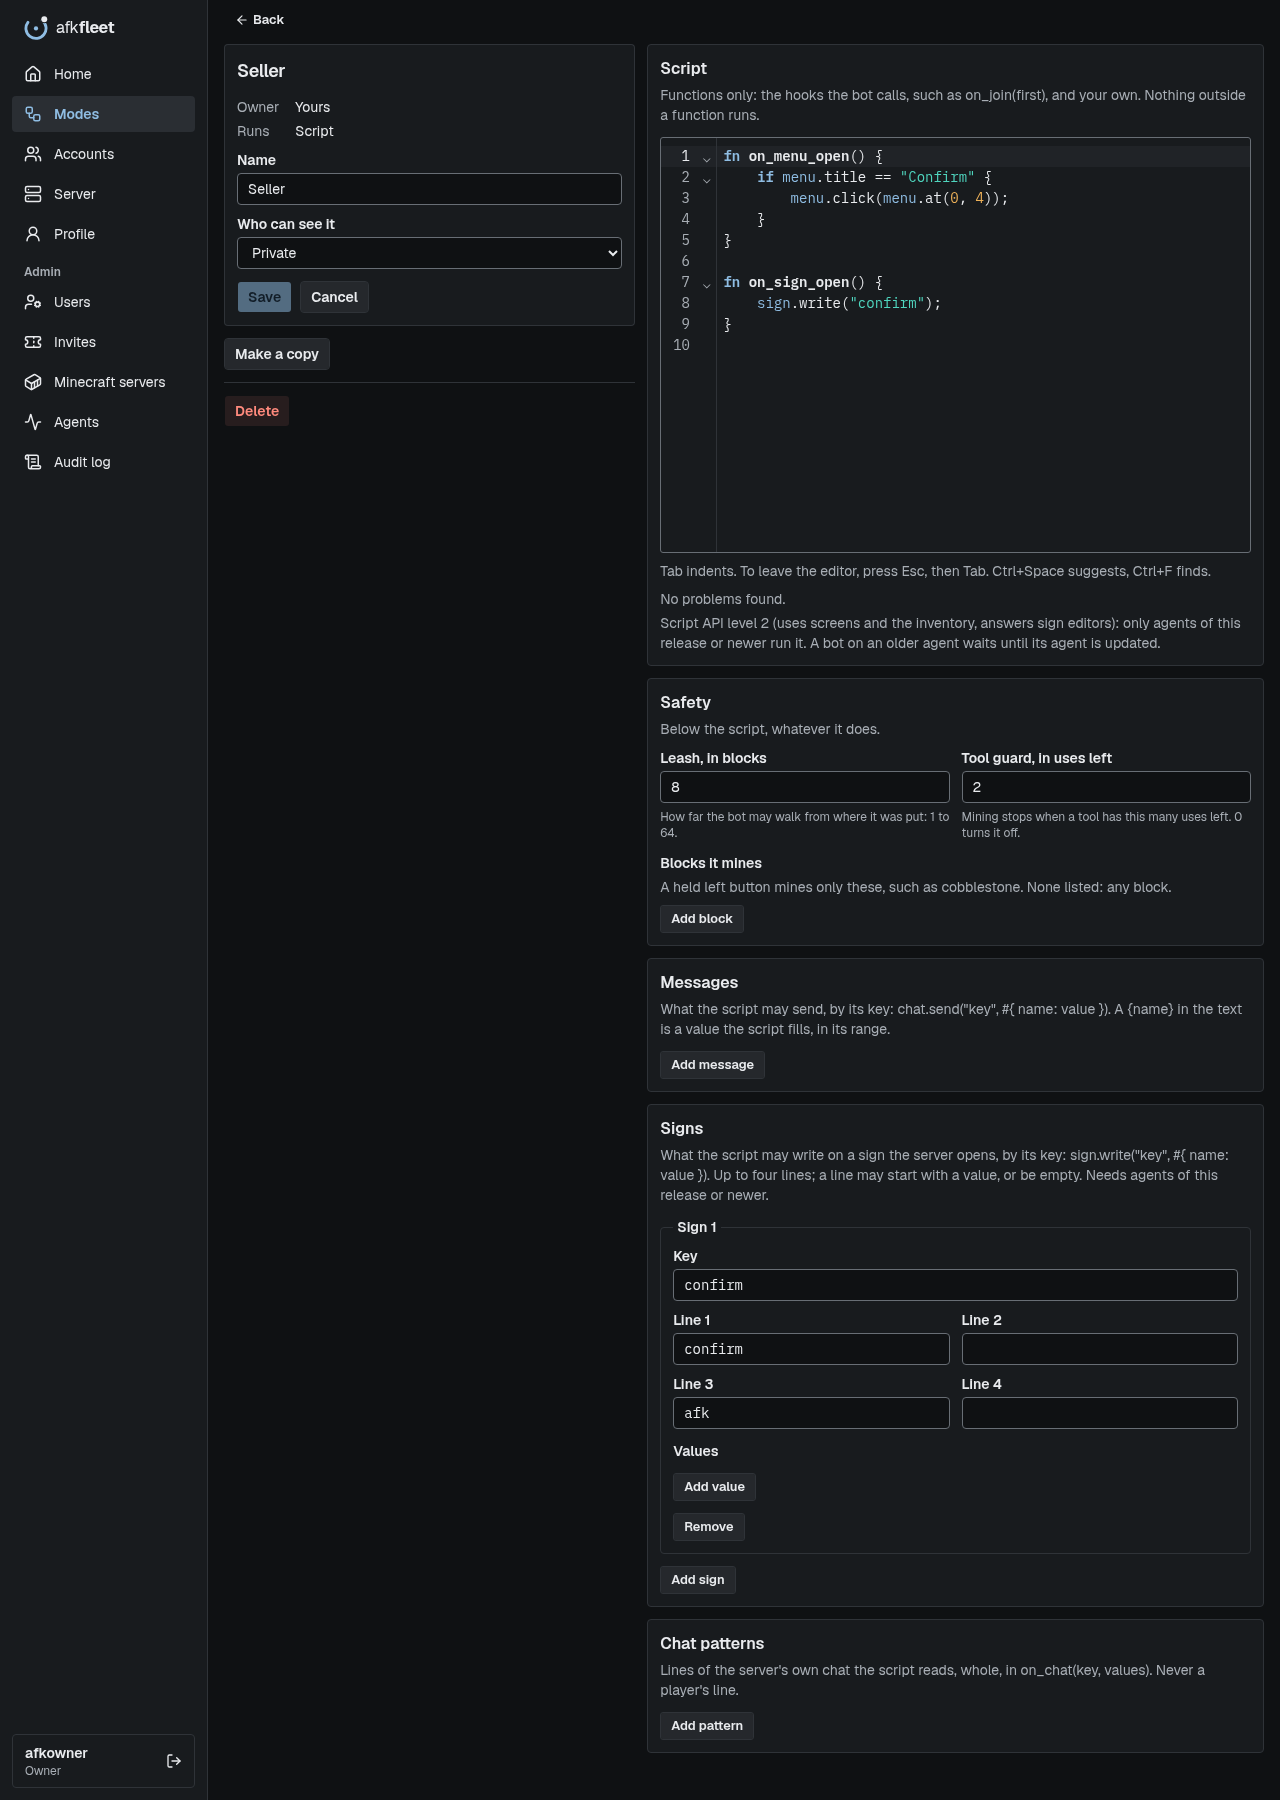 afkfleet
Home
Modes
Accounts
Server
Profile
Admin
Users
Invites
Minecraft servers
Agents
Audit log
afkowner
Owner
Back
Seller
Owner Yours
Runs Script
Name
Seller
Who can see it
Private
Save Cancel
Make a copy
Delete
Script
Functions only: the hooks the bot calls, such as on_join(first), and your own. Nothing outside
a function runs.
1 fn on_menu_open() {
2     if menu.title == "Confirm" {
3         menu.click(menu.at(0, 4));
4     }
5 }
6
7 fn on_sign_open() {
8     sign.write("confirm");
9 }
10
Tab indents. To leave the editor, press Esc, then Tab. Ctrl+Space suggests, Ctrl+F finds.
No problems found.
Script API level 2 (uses screens and the inventory, answers sign editors): only agents of this
release or newer run it. A bot on an older agent waits until its agent is updated.
Safety
Below the script, whatever it does.
Leash, in blocks Tool guard, in uses left
8 2
How far the bot may walk from where it was put: 1 to
64.
Mining stops when a tool has this many uses left. 0
turns it off.
Blocks it mines
A held left button mines only these, such as cobblestone. None listed: any block.
Add block
Messages
What the script may send, by its key: chat.send("key", #{ name: value }). A {name} in the text
is a value the script fills, in its range.
Add message
Signs
What the script may write on a sign the server opens, by its key: sign.write("key", #{ name:
value }). Up to four lines; a line may start with a value, or be empty. Needs agents of this
release or newer.
Sign 1
Key
confirm
Line 1 Line 2
confirm
Line 3 Line 4
afk
Values
Add value
Remove
Add sign
Chat patterns
Lines of the server's own chat the script reads, whole, in on_chat(key, values). Never a
player's line.
Add pattern